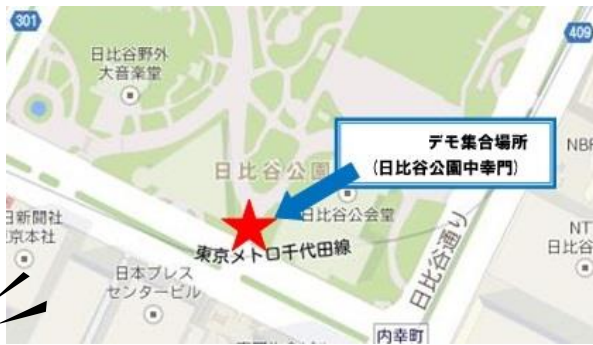 301
409
日比谷野外
大音楽堂
デモ集合場所
(日比谷公園中幸門)
NBF
日比谷公園
日比谷公会堂
日新聞社
京本社
東京メトロ千代田線
日比谷通り
NT
日比谷
日本プレス
センタービル
内幸町